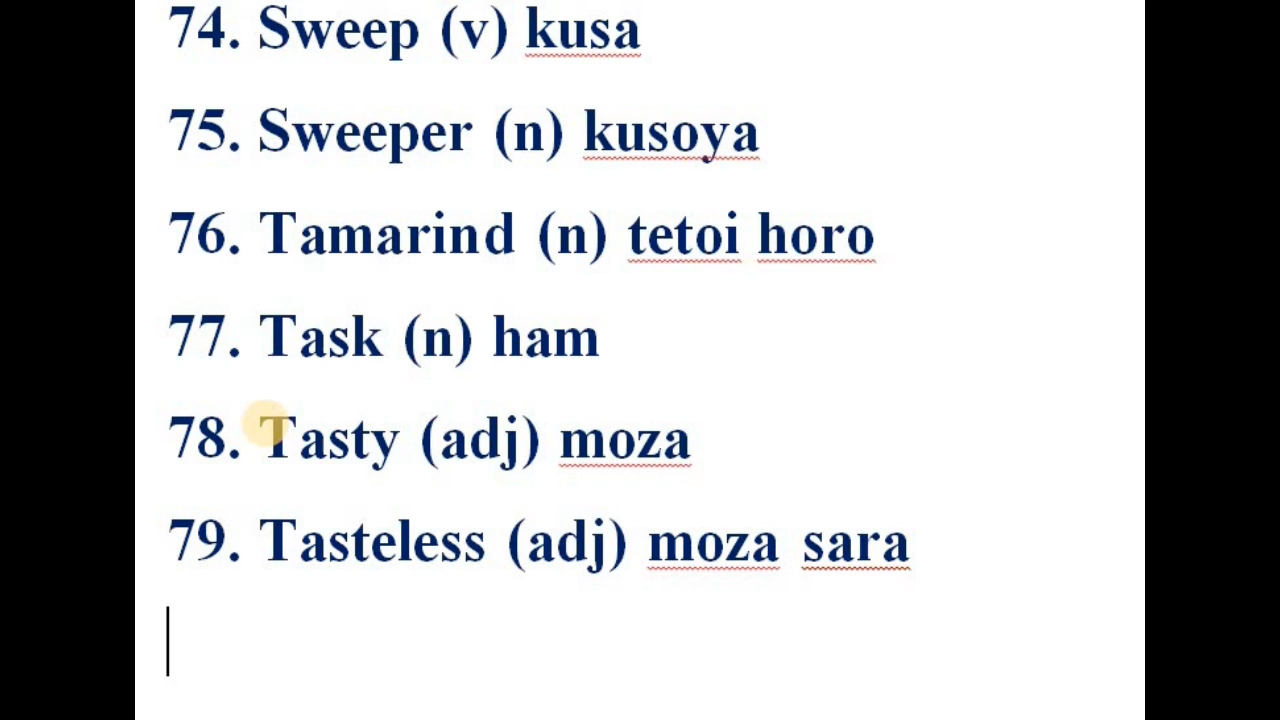 74. Sweep (v) kusa
75. Sweeper (n) kusoya
76. Tamarind (n) tetoi horo
77. Task (n) ham
78. Tasty (adj) moza
79. Tasteless (adj) moza sara